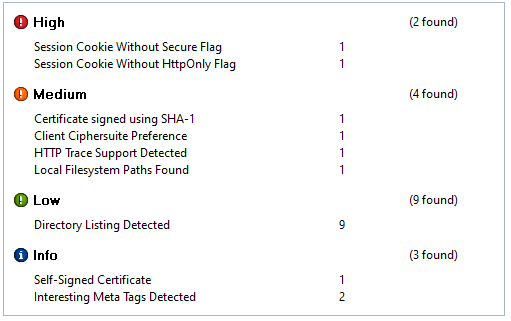 High (2 found)
Session Cookie Without Secure Flag 1
Session Cookie Without HttpOnly Flag 1
Medium (4 found)
Certificate signed using SHA-1 1
Client Ciphersuite Preference 1
HTTP Trace Support Detected 1
Local Filesystem Paths Found 1
Low (9 found)
Directory Listing Detected 9
Info (3 found)
Self-Signed Certificate 1
Interesting Meta Tags Detected 2